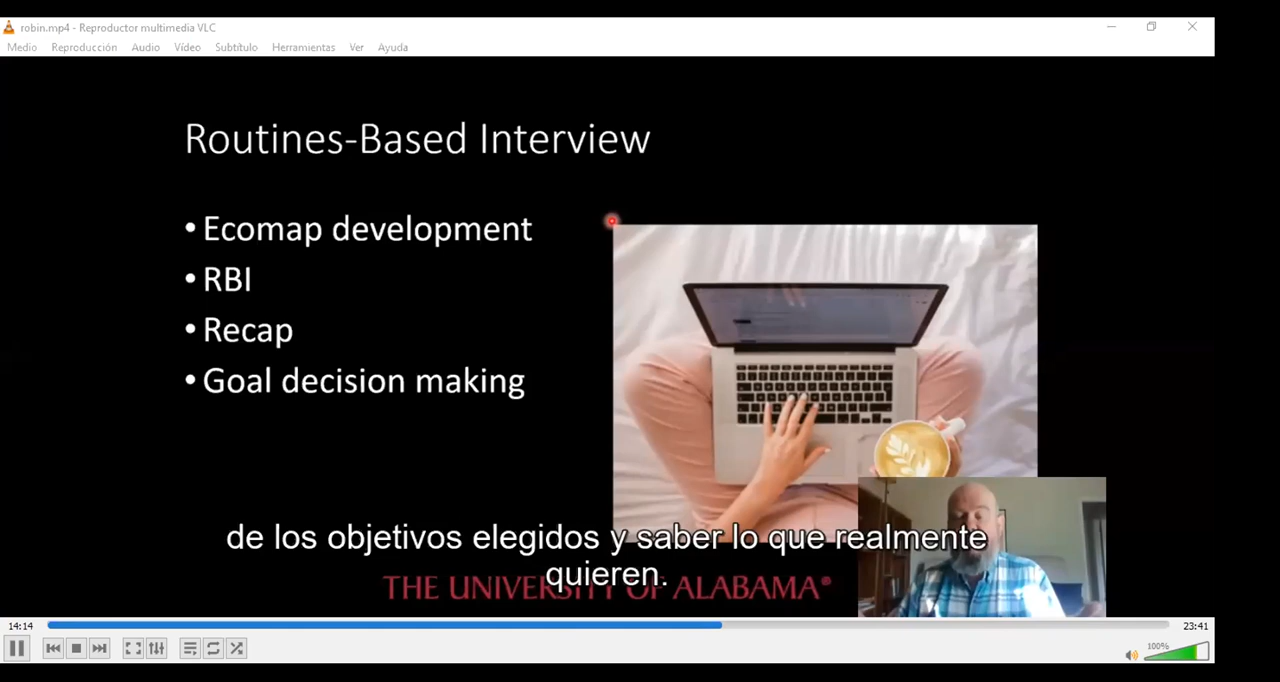 robin.mp4 - Reproductor multimedia VLC
Medio Reproducción Audio Vídeo Subtítulo Herramientas Ver Ayuda
Routines-Based Interview
• Ecomap development
• RBI
• Recap
• Goal decision making
de los objetivos elegidos y saber lo que realmente
quieren.
THE UNIVERSITY OF ALABAMA®
14:14
23:41
100%